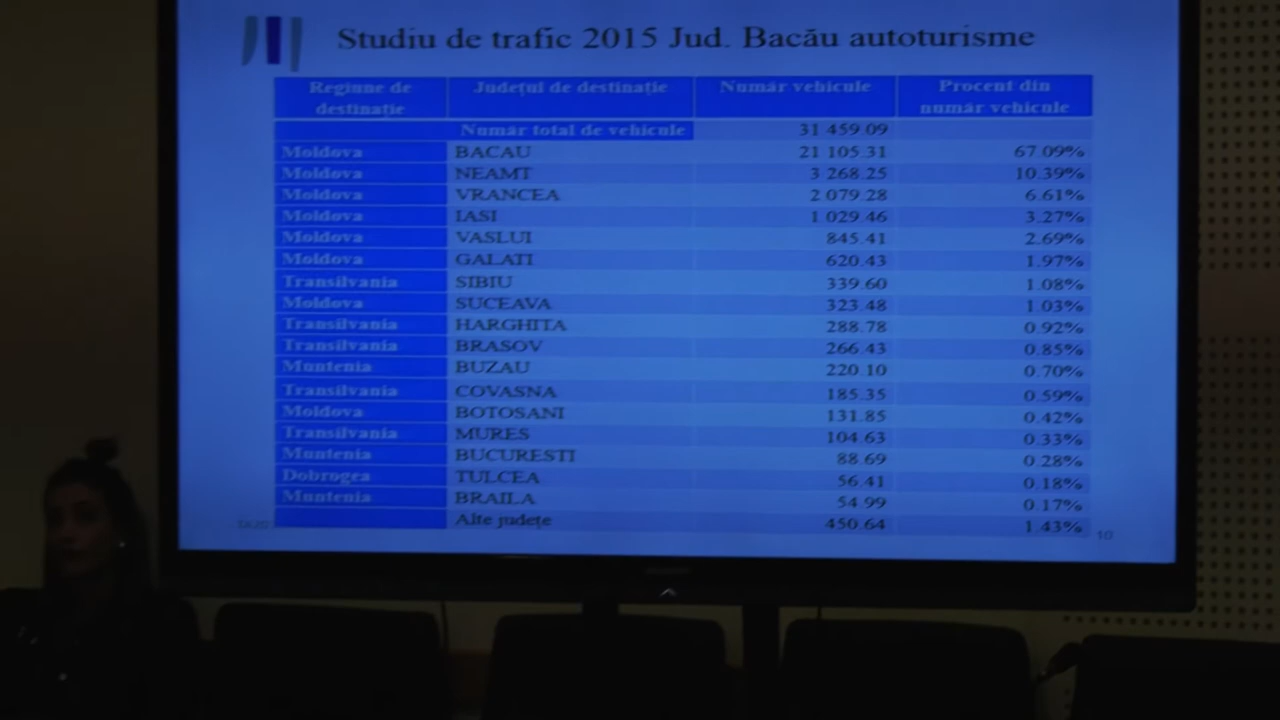 Studiu de trafic 2015 Jud. Bacău autoturisme
Regiune de destinație Județul de destinație Număr vehicule Procent din număr vehicule
Număr total de vehicule 31 459.09
Moldova BACAU 21 105.31 67.09%
Moldova NEAMT 3 268.25 10.39%
Moldova VRANCEA 2 079.28 6.61%
Moldova IASI 1 029.46 3.27%
Moldova VASLUI 845.41 2.69%
Moldova GALATI 620.43 1.97%
Transilvania SIBIU 339.60 1.08%
Moldova SUCEAVA 323.48 1.03%
Transilvania HARGHITA 288.78 0.92%
Transilvania BRASOV 266.43 0.85%
Muntenia BUZAU 220.10 0.70%
Transilvania COVASNA 185.35 0.59%
Moldova BOTOSANI 131.85 0.42%
Transilvania MURES 104.63 0.33%
Muntenia BUCURESTI 88.69 0.28%
Dobrogea TULCEA 56.41 0.18%
Muntenia BRAILA 54.99 0.17%
Alte județe 450.64 1.43%
10